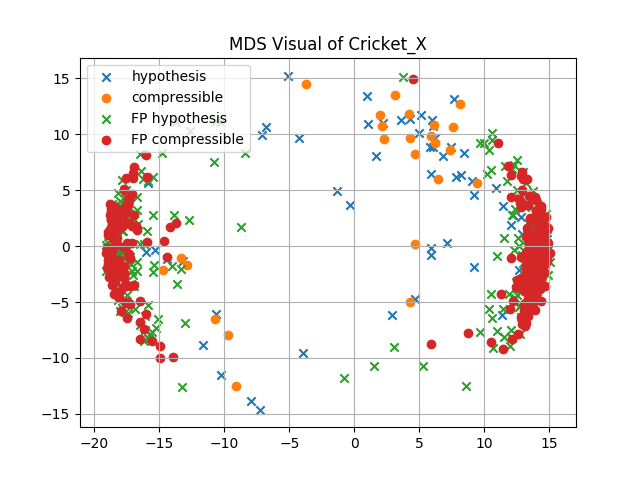 MDS Visual of Cricket_X
hypothesis
compressible
FP hypothesis
FP compressible
15
10
5
0
−5
−10
−15
−20 −15 −10 −5 0 5 10 15